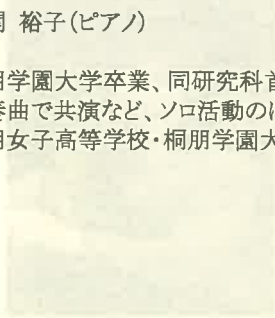 裕子(ピアノ)
学園大学卒業、同研究科首
奏曲で共演など、ソロ活動の
女子高等学校・桐朋学園大